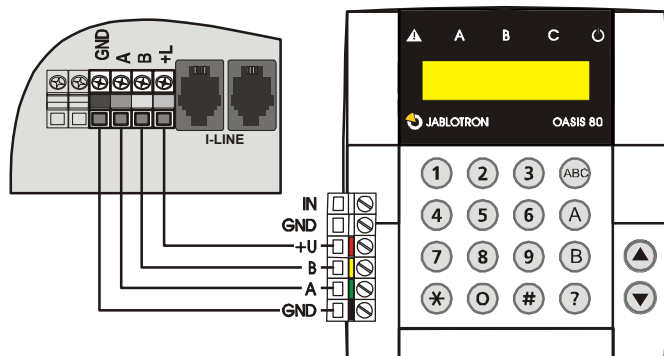 GND A B +L
I-LINE
A B C
JABLOTRON OASIS 80
1 2 3 ABC
4 5 6 A
7 8 9 B
* 0 # ?
IN
GND
+U
B
A
GND